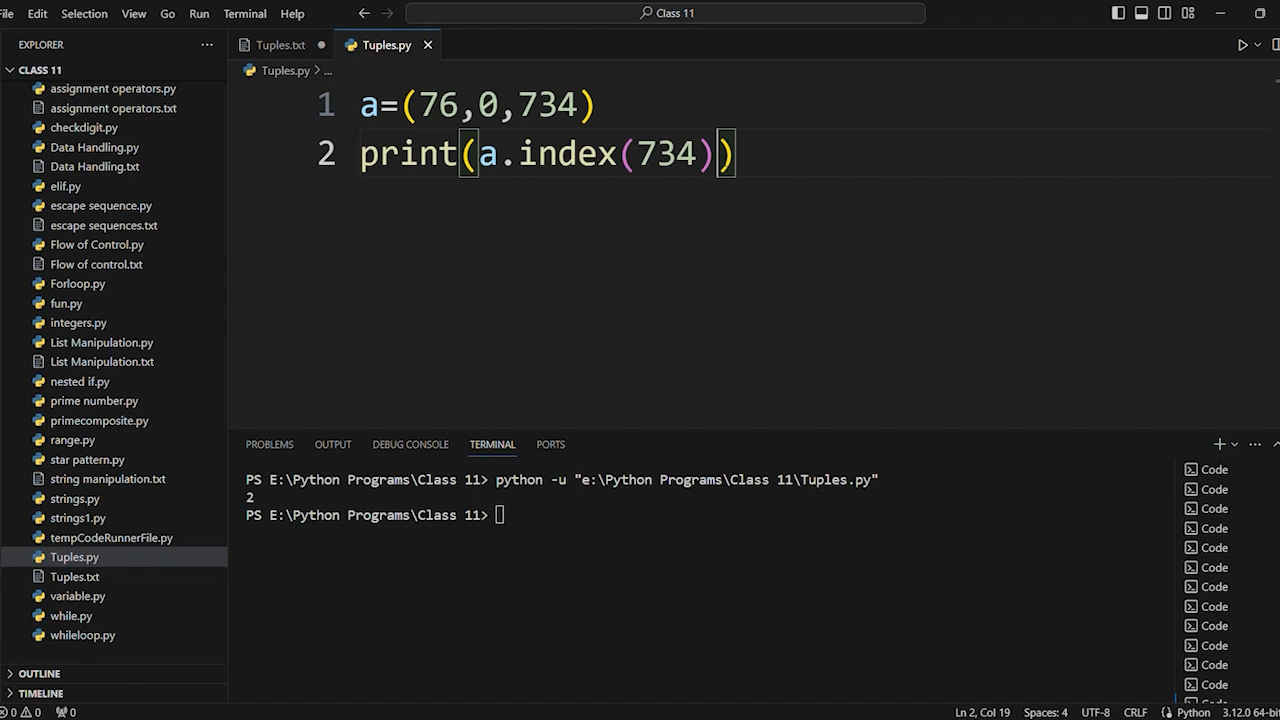 File Edit Selection View Go Run Terminal Help
Class 11
EXPLORER
Tuples.txt
Tuples.py
CLASS 11
Tuples.py > ...
assignment operators.py
assignment operators.txt
checkdigit.py
Data Handling.py
Data Handling.txt
elif.py
escape sequence.py
escape sequences.txt
Flow of Control.py
Flow of control.txt
Forloop.py
fun.py
integers.py
List Manipulation.py
List Manipulation.txt
nested if.py
prime number.py
primecomposite.py
range.py
star pattern.py
string manipulation.txt
strings.py
strings1.py
tempCodeRunnerFile.py
Tuples.py
Tuples.txt
variable.py
while.py
whileloop.py
OUTLINE
TIMELINE
1 a=(76,0,734)
2 print(a.index(734))
PROBLEMS OUTPUT DEBUG CONSOLE TERMINAL PORTS
PS E:\Python Programs\Class 11> python -u "e:\Python Programs\Class 11\Tuples.py"
2
PS E:\Python Programs\Class 11>
Code
Code
Code
Code
Code
Code
Code
Code
Code
Code
Code
Code
0 0 0
Ln 2, Col 19 Spaces: 4 UTF-8 CRLF Python 3.12.0 64-bit